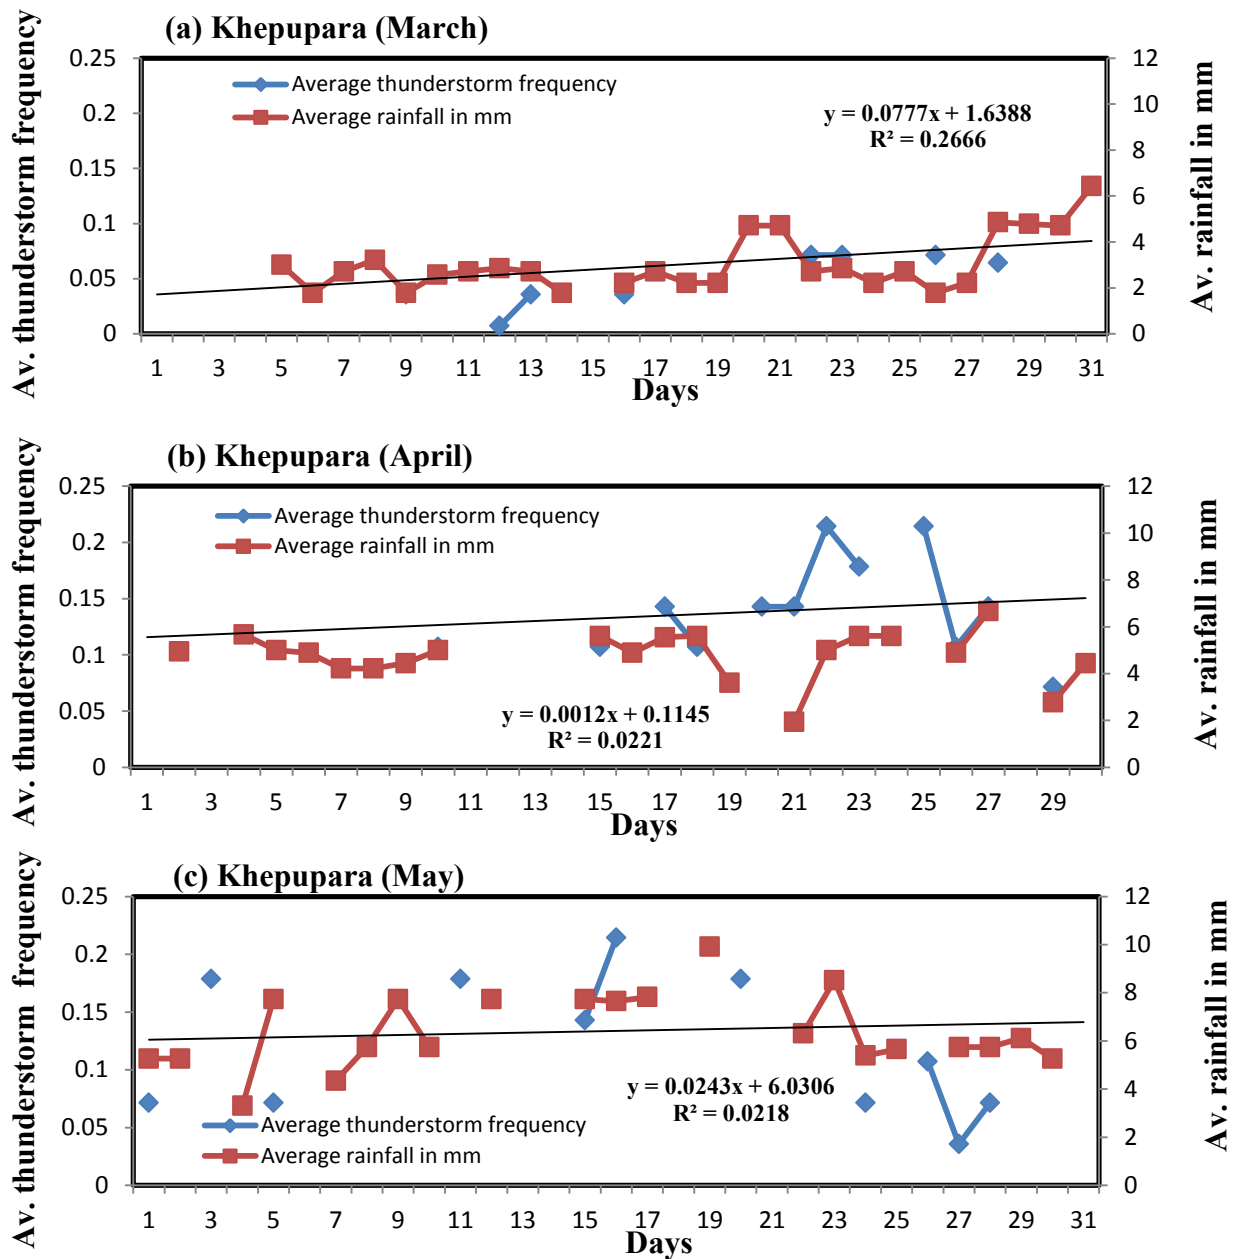 (a) Khepupara (March)
Av. thunderstorm frequency
0.25
0.2
0.15
0.1
0.05
0
Average thunderstorm frequency
Average rainfall in mm
y = 0.0777x + 1.6388
R² = 0.2666
12
10
8
6
4
2
0
Av. rainfall in mm
1 3 5 7 9 11 13 15 17 19 21 23 25 27 29 31
Days
(b) Khepupara (April)
Av. thunderstorm frequency
0.25
0.2
0.15
0.1
0.05
0
Average thunderstorm frequency
Average rainfall in mm
y = 0.0012x + 0.1145
R² = 0.0221
12
10
8
6
4
2
0
Av. rainfall in mm
1 3 5 7 9 11 13 15 17 19 21 23 25 27 29
Days
(c) Khepupara (May)
Av. thunderstorm frequency
0.25
0.2
0.15
0.1
0.05
0
y = 0.0243x + 6.0306
R² = 0.0218
Average thunderstorm frequency
Average rainfall in mm
12
10
8
6
4
2
0
Av. rainfall in mm
1 3 5 7 9 11 13 15 17 19 21 23 25 27 29 31
Days